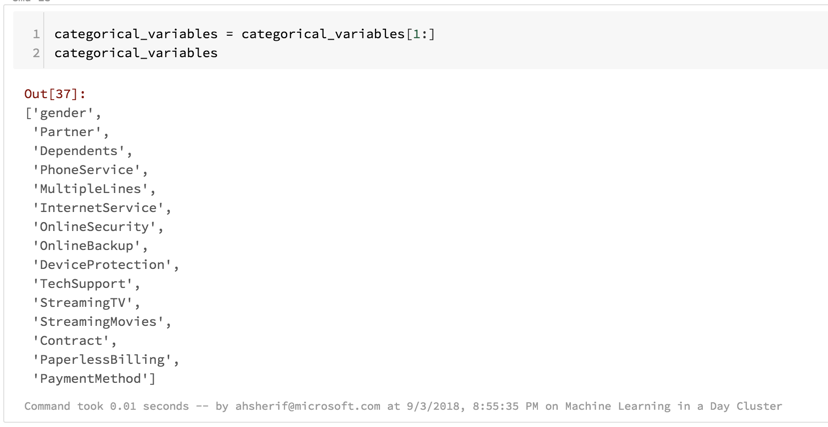 1 categorical_variables = categorical_variables[1:]
2 categorical_variables
Out[37]:
['gender',
'Partner',
'Dependents',
'PhoneService',
'MultipleLines',
'InternetService',
'OnlineSecurity',
'OnlineBackup',
'DeviceProtection',
'TechSupport',
'StreamingTV',
'StreamingMovies',
'Contract',
'PaperlessBilling',
'PaymentMethod']
Command took 0.01 seconds -- by ahsherif@microsoft.com at 9/3/2018, 8:55:35 PM on Machine Learning in a Day Cluster